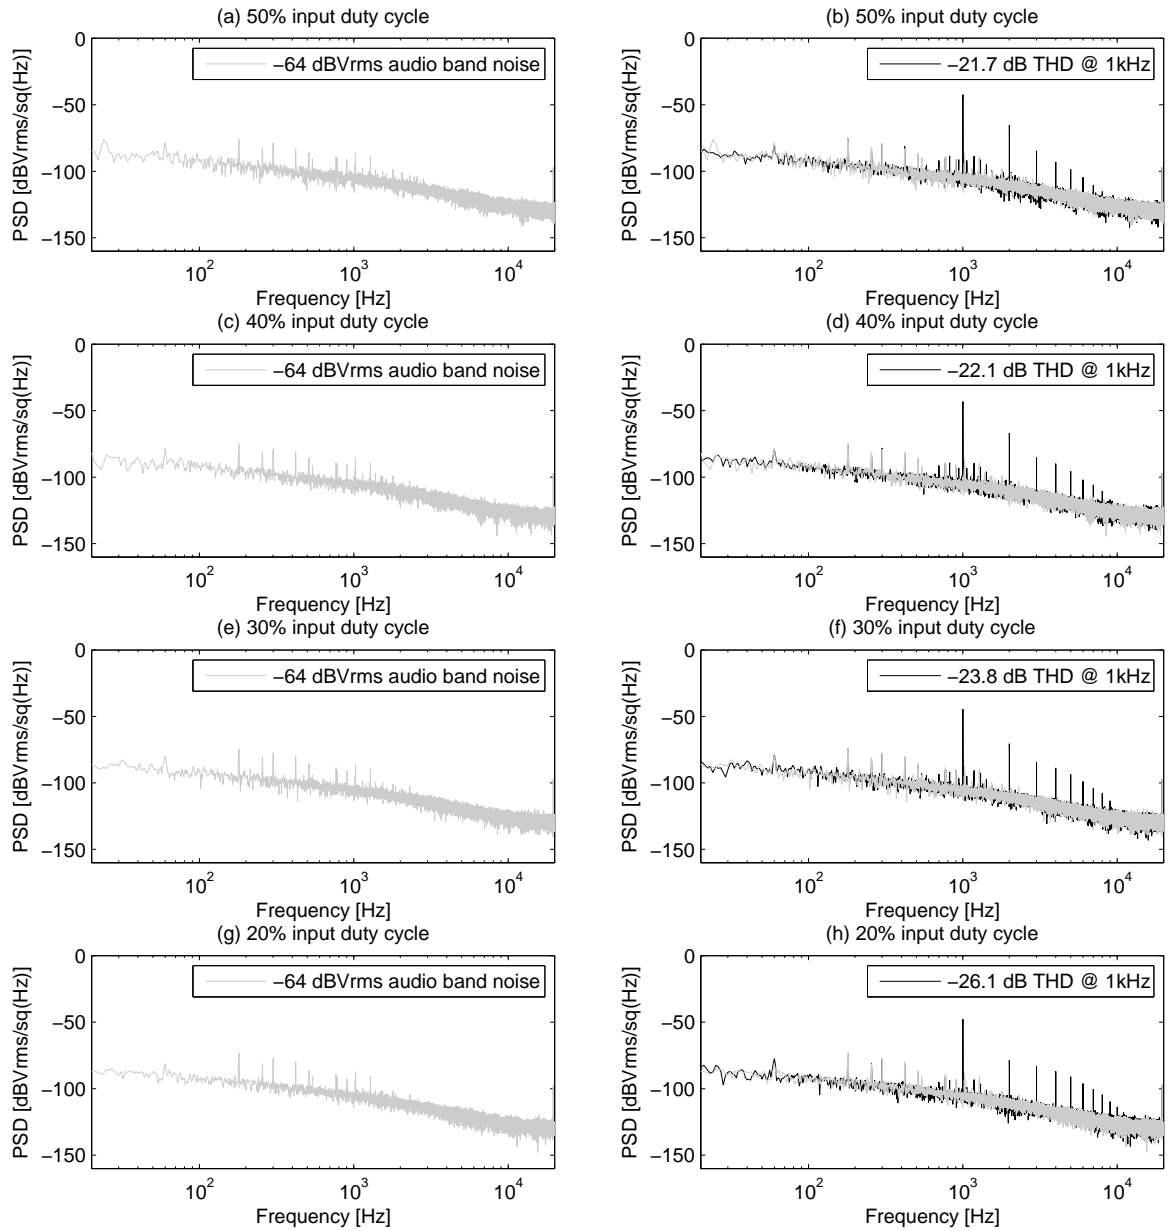 (a) 50% input duty cycle
0
−50
−100
−150
PSD [dBVrms/sq(Hz)]
−64 dBVrms audio band noise
10^2
10^3
10^4
Frequency [Hz]
(b) 50% input duty cycle
0
−50
−100
−150
PSD [dBVrms/sq(Hz)]
−21.7 dB THD @ 1kHz
10^2
10^3
10^4
Frequency [Hz]
(c) 40% input duty cycle
0
−50
−100
−150
PSD [dBVrms/sq(Hz)]
−64 dBVrms audio band noise
10^2
10^3
10^4
Frequency [Hz]
(d) 40% input duty cycle
0
−50
−100
−150
PSD [dBVrms/sq(Hz)]
−22.1 dB THD @ 1kHz
10^2
10^3
10^4
Frequency [Hz]
(e) 30% input duty cycle
0
−50
−100
−150
PSD [dBVrms/sq(Hz)]
−64 dBVrms audio band noise
10^2
10^3
10^4
Frequency [Hz]
(f) 30% input duty cycle
0
−50
−100
−150
PSD [dBVrms/sq(Hz)]
−23.8 dB THD @ 1kHz
10^2
10^3
10^4
Frequency [Hz]
(g) 20% input duty cycle
0
−50
−100
−150
PSD [dBVrms/sq(Hz)]
−64 dBVrms audio band noise
10^2
10^3
10^4
Frequency [Hz]
(h) 20% input duty cycle
0
−50
−100
−150
PSD [dBVrms/sq(Hz)]
−26.1 dB THD @ 1kHz
10^2
10^3
10^4
Frequency [Hz]